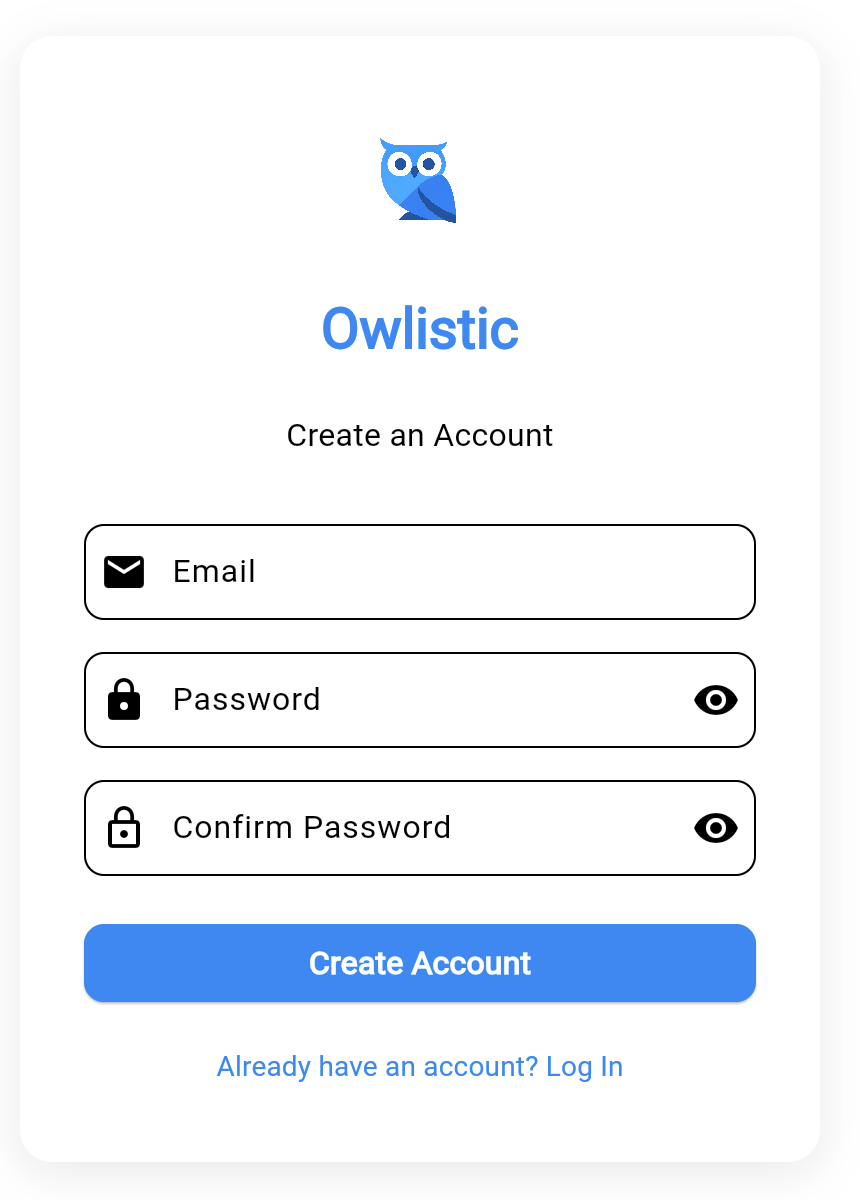 Owlistic
Create an Account
Email
Password
Confirm Password
Create Account
Already have an account? Log In